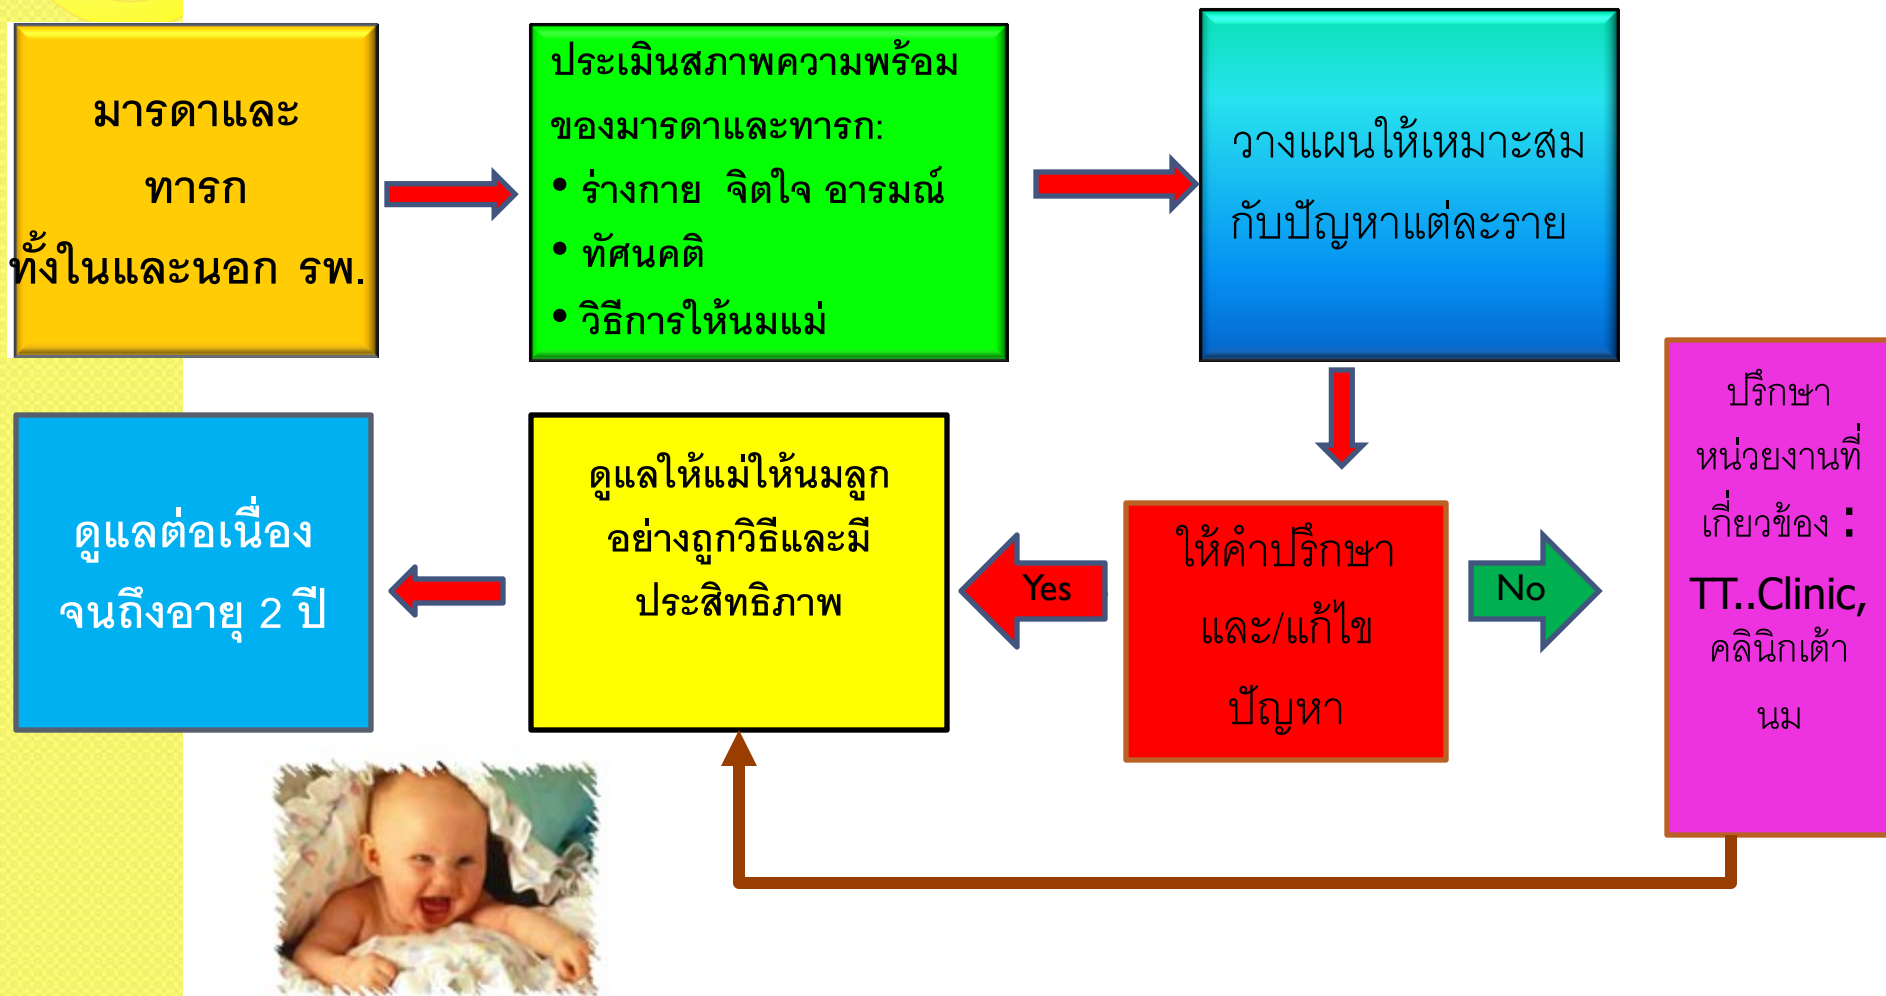 มารดาและ
ทารก
ทั้งในและนอก รพ.
ประเมินสภาพความพร้อม
ของมารดาและทารก:
• ร่างกาย จิตใจ อารมณ์
• ทัศนคติ
• วิธีการให้นมแม่
วางแผนให้เหมาะสม
กับปัญหาแต่ละราย
ให้คำปรึกษา
และ/แก้ไข
ปัญหา
Yes
No
ปรึกษา
หน่วยงานที่
เกี่ยวข้อง :
TT..Clinic,
คลินิกเต้า
นม
ดูแลให้แม่ให้นมลูก
อย่างถูกวิธีและมี
ประสิทธิภาพ
ดูแลต่อเนื่อง
จนถึงอายุ 2 ปี